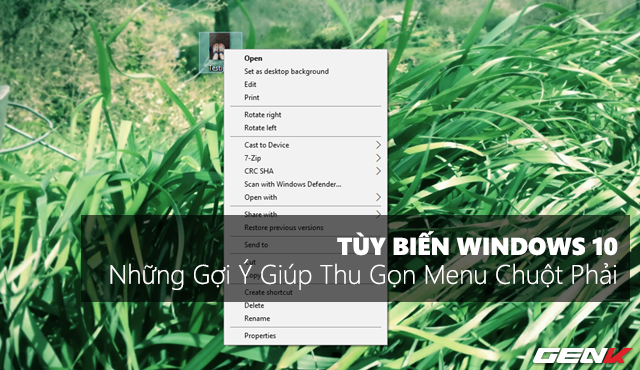 Testi
Open
Set as desktop background
Edit
Print
Rotate right
Rotate left
Cast to Device
7-Zip
CRC SHA
Scan with Windows Defender...
Open with
Share with
Restore previous versions
TÙY BIẾN WINDOWS 10
Send to
Những Gợi Ý Giúp Thu Gọn Menu Chuột Phải
Create shortcut
Delete
Rename
Properties
GENK